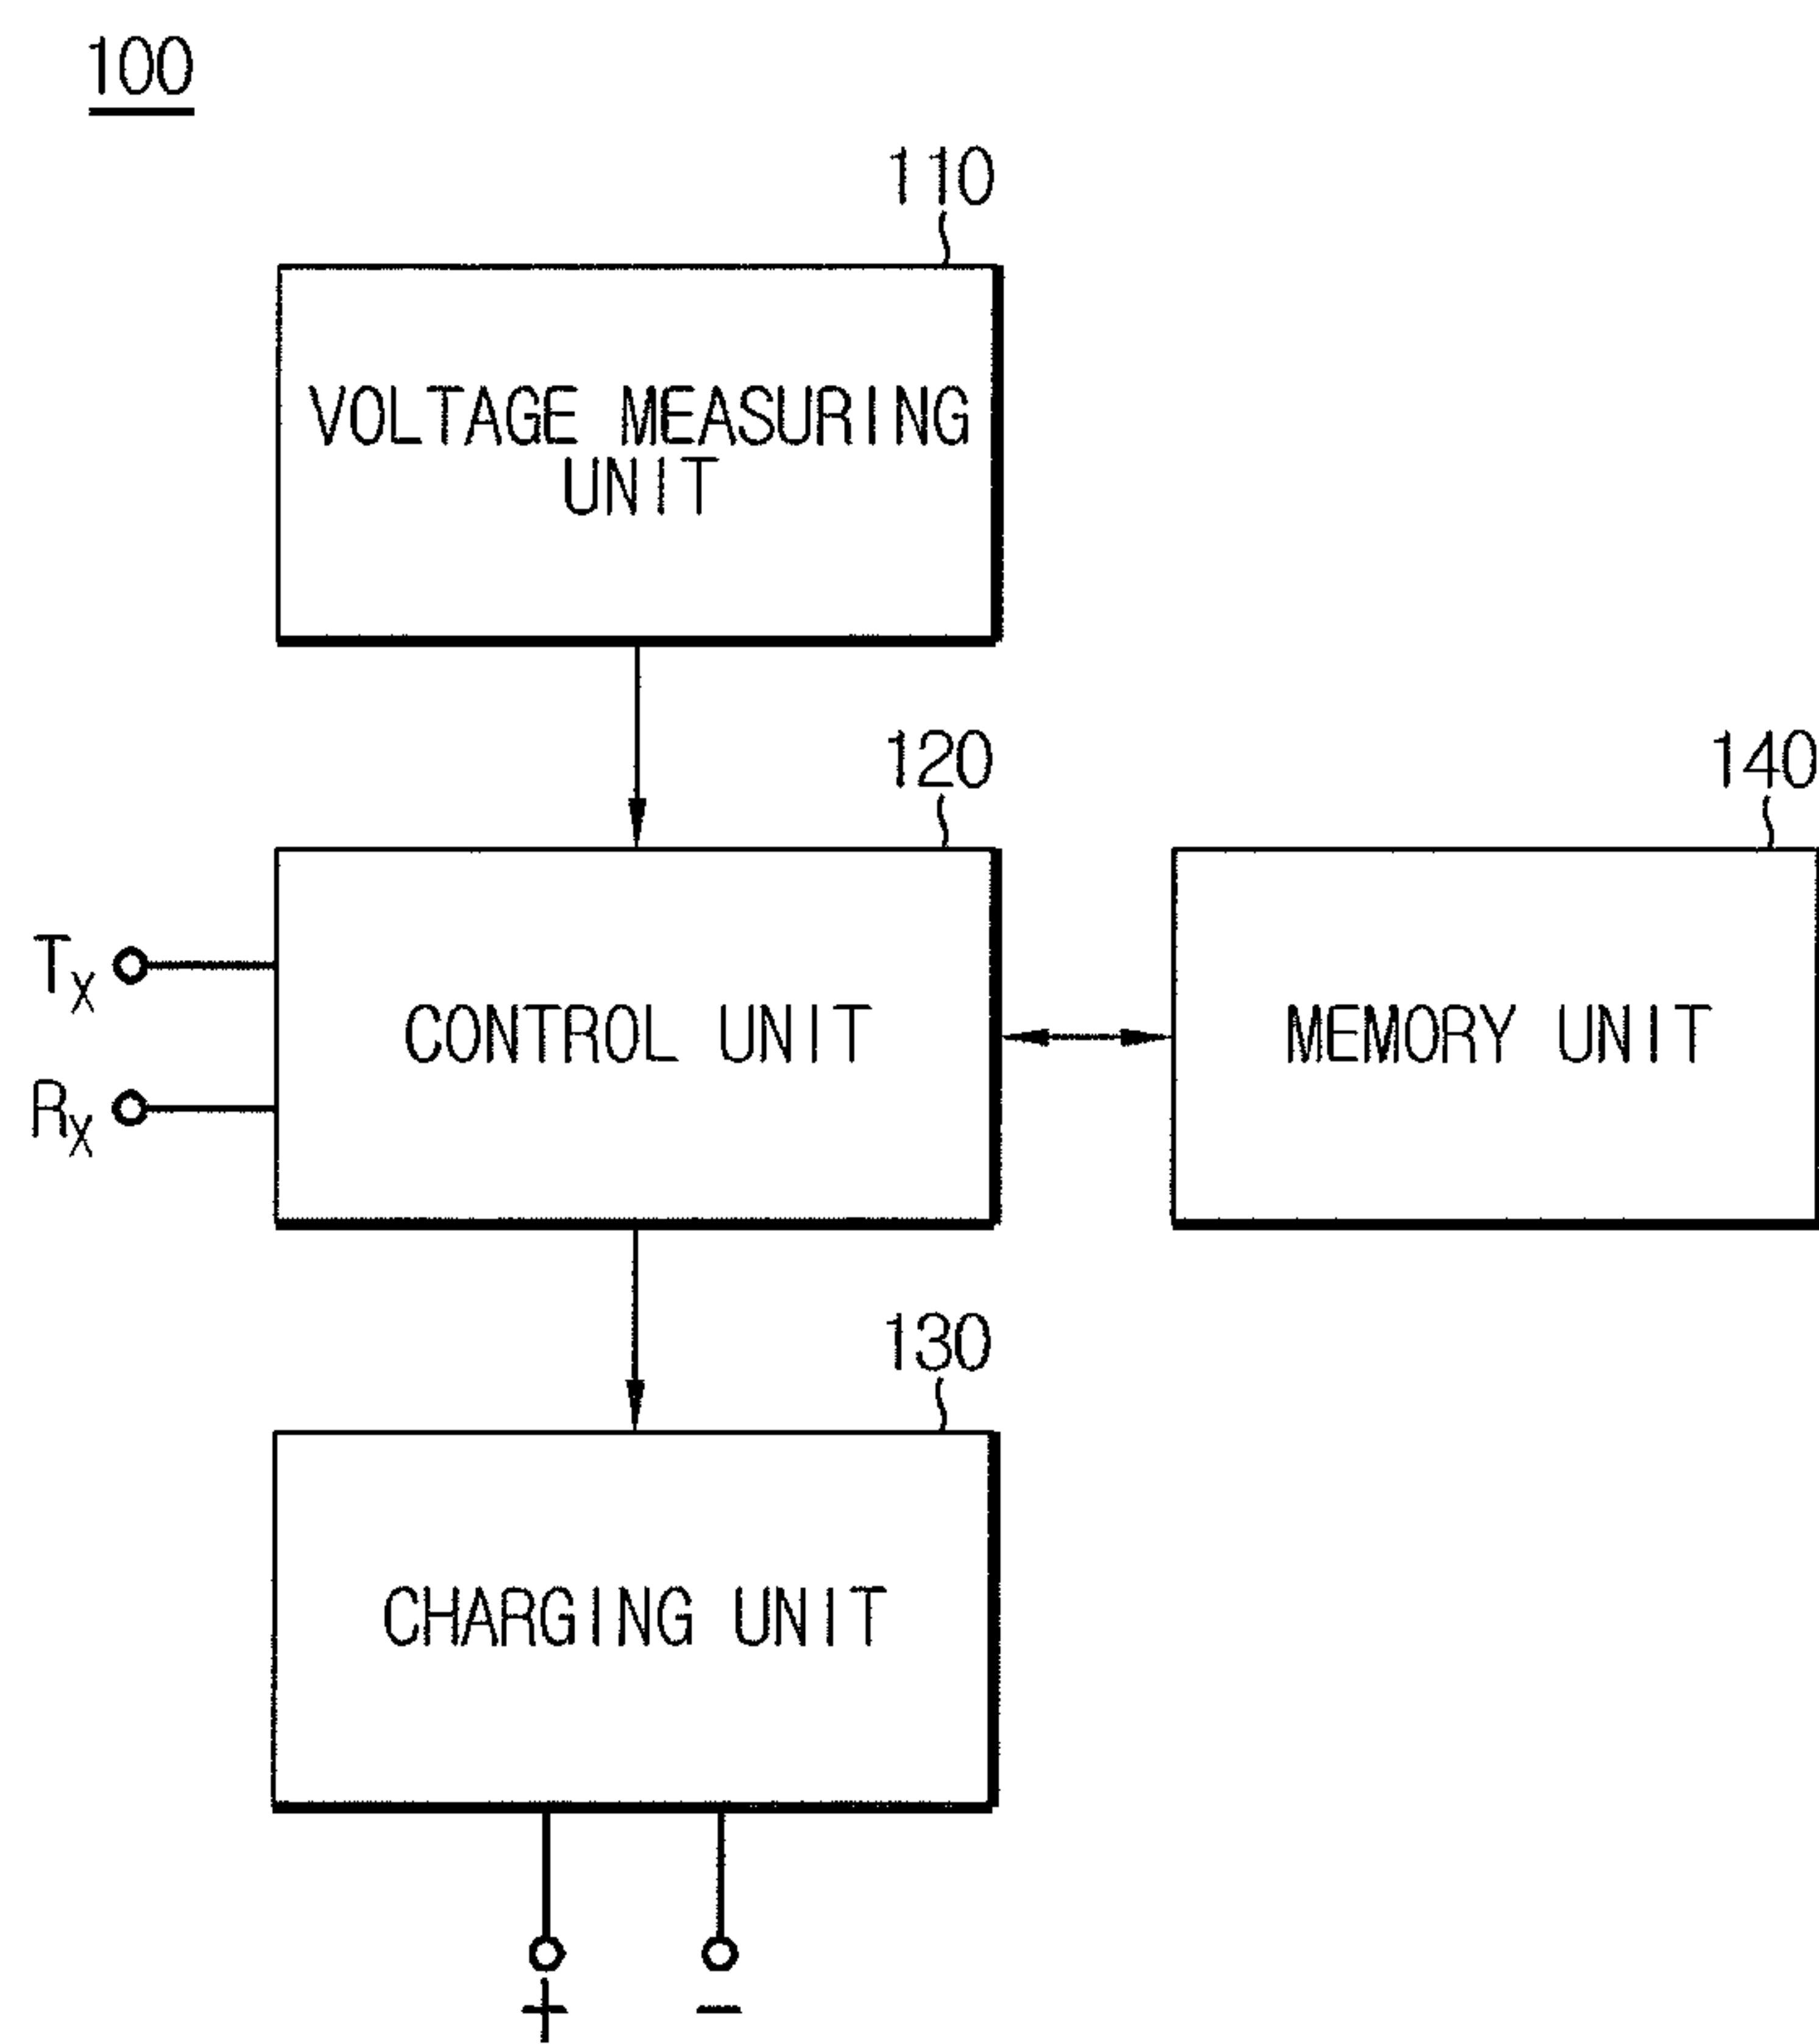 100
110
VOLTAGE MEASURING
UNIT
120
140
Tx
CONTROL UNIT
MEMORY UNIT
Rx
130
CHARGING UNIT
+ −